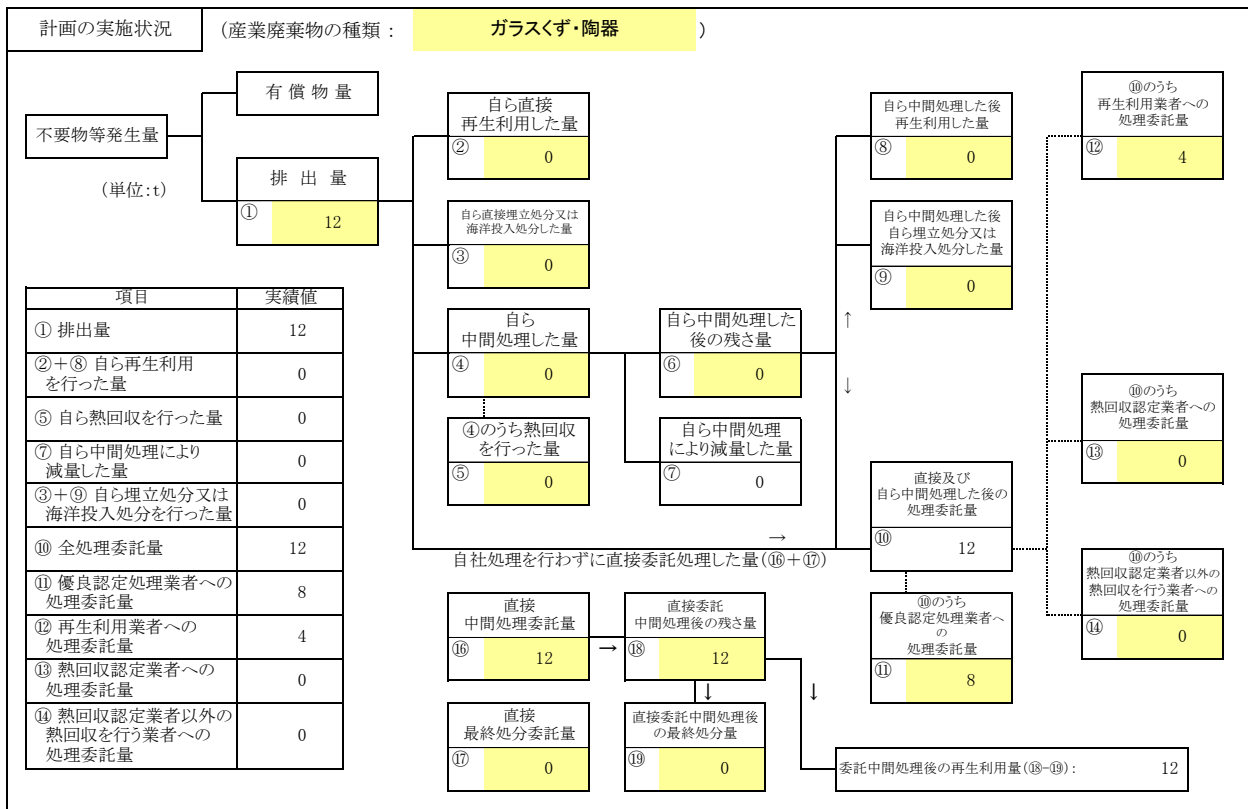 計画の実施状況
(産業廃棄物の種類： ガラスくず・陶器 )
不要物等発生量
(単位:t)
有 償 物 量
排 出 量
① 12
自ら直接
再生利用した量
② 0
自ら直接埋立処分又は
海洋投入処分した量
③ 0
自ら
中間処理した量
④ 0
④のうち熱回収
を行った量
⑤ 0
自ら中間処理した
後の残さ量
⑥ 0
自ら中間処理
により減量した量
⑦ 0
自ら中間処理した後
再生利用した量
⑧ 0
自ら中間処理した後
自ら埋立処分又は
海洋投入処分した量
⑨ 0
↑
↓
直接及び
自ら中間処理した後の
処理委託量
⑩ 12
⑩のうち
優良認定処理業者へ
の
処理委託量
⑪ 8
⑩のうち
再生利用業者への
処理委託量
⑫ 4
⑩のうち
熱回収認定業者への
処理委託量
⑬ 0
⑩のうち
熱回収認定業者以外の
熱回収を行う業者への
処理委託量
⑭ 0
→
自社処理を行わずに直接委託処理した量(⑯+⑰)
直接
中間処理委託量
⑯ 12
→
直接委託
中間処理後の残さ量
⑱ 12
↓
↓
直接
最終処分委託量
⑰ 0
直接委託中間処理後
の最終処分量
⑲ 0
委託中間処理後の再生利用量(⑱-⑲)： 12
項目 実績値
① 排出量 12
②+⑧ 自ら再生利用
を行った量 0
⑤ 自ら熱回収を行った量 0
⑦ 自ら中間処理により
減量した量 0
③+⑨ 自ら埋立処分又は
海洋投入処分を行った量 0
⑩ 全処理委託量 12
⑪ 優良認定処理業者への
処理委託量 8
⑫ 再生利用業者への
処理委託量 4
⑬ 熱回収認定業者への
処理委託量 0
⑭ 熱回収認定業者以外の
熱回収を行う業者への
処理委託量 0